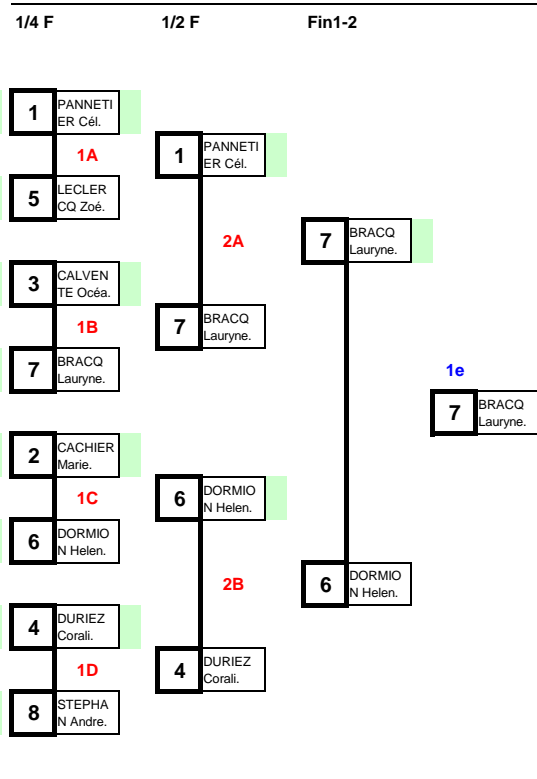 1/4 F
1/2 F
Fin1-2
1
PANNETI
ER Cél.
1A
5
LECLER
CQ Zoé.
3
CALVEN
TE Océa.
1B
7
BRACQ
Lauryne.
2
CACHIER
Marie.
1C
6
DORMIO
N Helen.
4
DURIEZ
Corali.
1D
8
STEPHA
N Andre.
1
PANNETI
ER Cél.
2A
7
BRACQ
Lauryne.
6
DORMIO
N Helen.
2B
4
DURIEZ
Corali.
7
BRACQ
Lauryne.
6
DORMIO
N Helen.
1e
7
BRACQ
Lauryne.